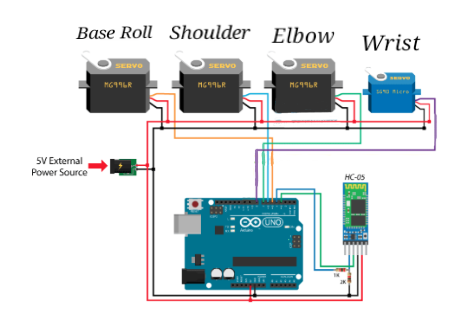 Base Roll
Shoulder
Elbow
Wrist
SERVO
SERVO
SERVO
SERVO
MG996R
MG996R
MG996R
SG90 Micro
5V External
Power Source
HC-05
UNO
1K
2K